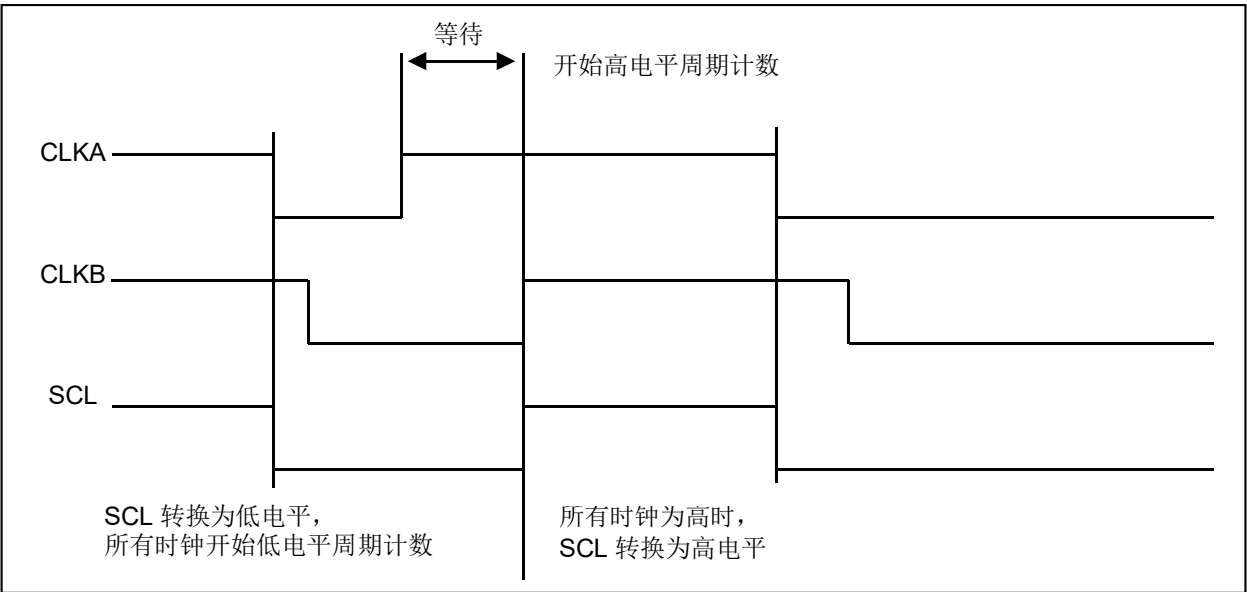 等待
开始高电平周期计数
CLKA
CLKB
SCL
SCL 转换为低电平，
所有时钟开始低电平周期计数
所有时钟为高时，
SCL 转换为高电平